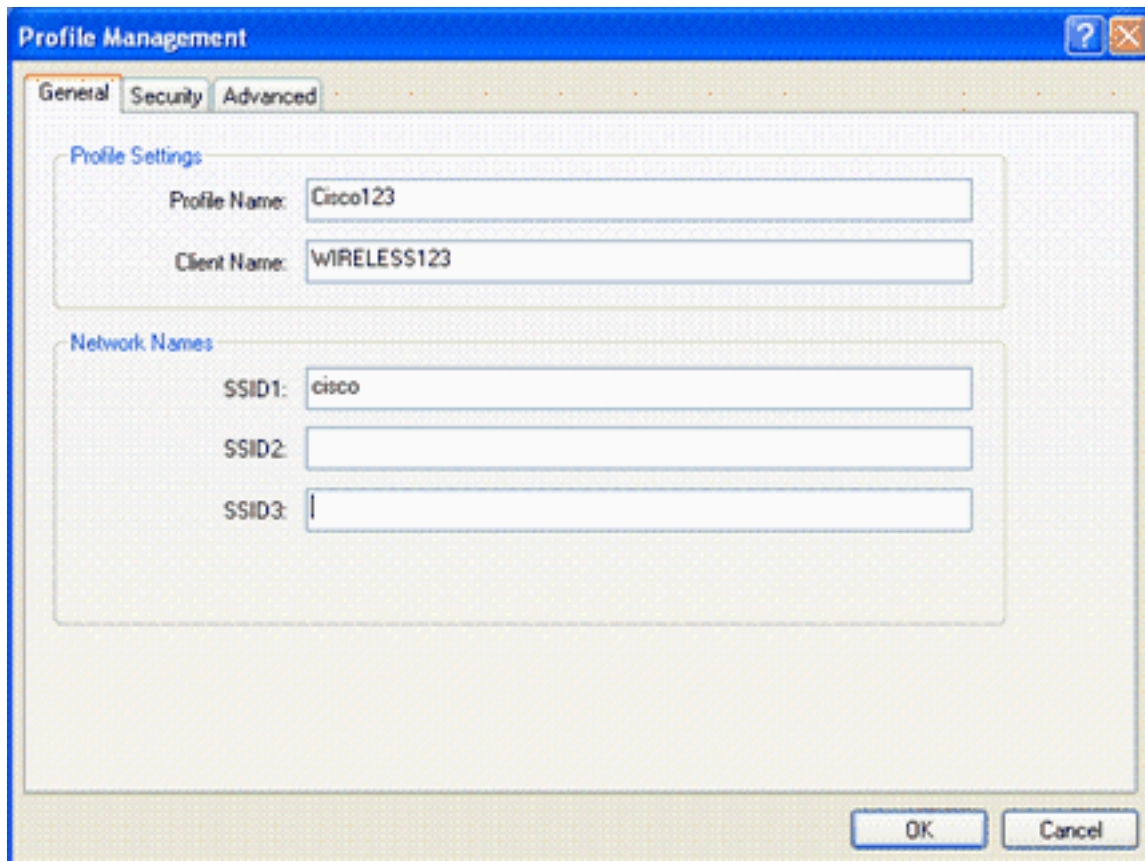 Profile Management
?
General Security Advanced
Profile Settings
Profile Name: Cisco123
Client Name: WIRELESS123
Network Names
SSID1: cisco
SSID2:
SSID3:
OK Cancel